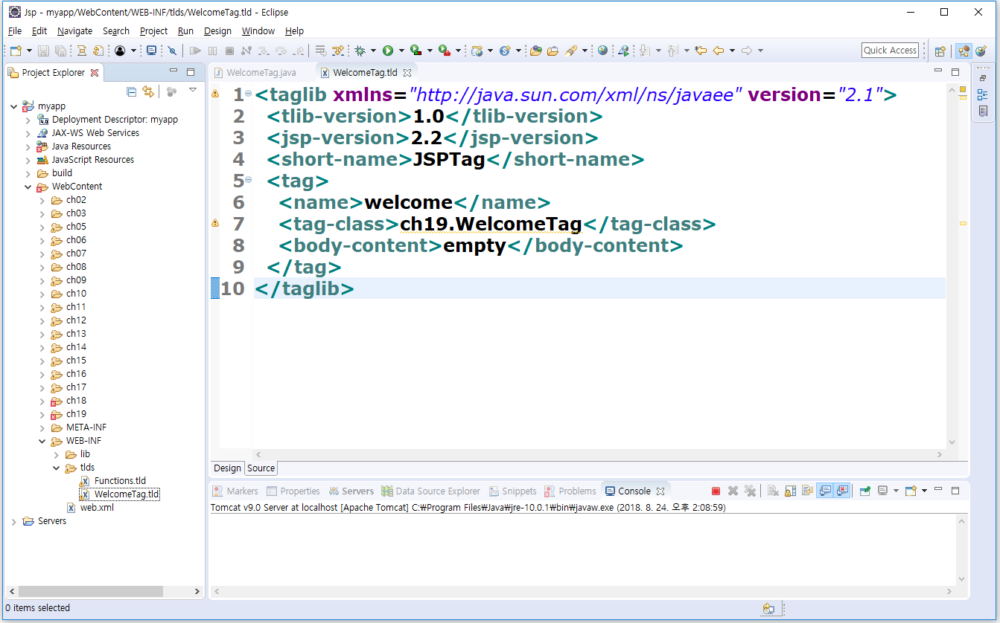 Jsp - myapp/WebContent/WEB-INF/tlds/WelcomeTag.tld - Eclipse
File Edit Navigate Search Project Run Design Window Help
Quick Access
Project Explorer
myapp
Deployment Descriptor: myapp
JAX-WS Web Services
Java Resources
JavaScript Resources
build
WebContent
ch02
ch03
ch05
ch06
ch07
ch08
ch09
ch10
ch11
ch12
ch13
ch14
ch15
ch16
ch17
ch18
ch19
META-INF
WEB-INF
lib
tlds
Functions.tld
WelcomeTag.tld
web.xml
Servers
WelcomeTag.java WelcomeTag.tld
1 <taglib xmlns="http://java.sun.com/xml/ns/javaee" version="2.1">
2 <tlib-version>1.0</tlib-version>
3 <jsp-version>2.2</jsp-version>
4 <short-name>JSPTag</short-name>
5 <tag>
6 <name>welcome</name>
7 <tag-class>ch19.WelcomeTag</tag-class>
8 <body-content>empty</body-content>
9 </tag>
10 </taglib>
Design Source
Markers Properties Servers Data Source Explorer Snippets Problems Console
Tomcat v9.0 Server at localhost [Apache Tomcat] C:₩Program Files₩Java₩jre-10.0.1₩bin₩javaw.exe (2018. 8. 24. 오후 2:08:59)
0 items selected